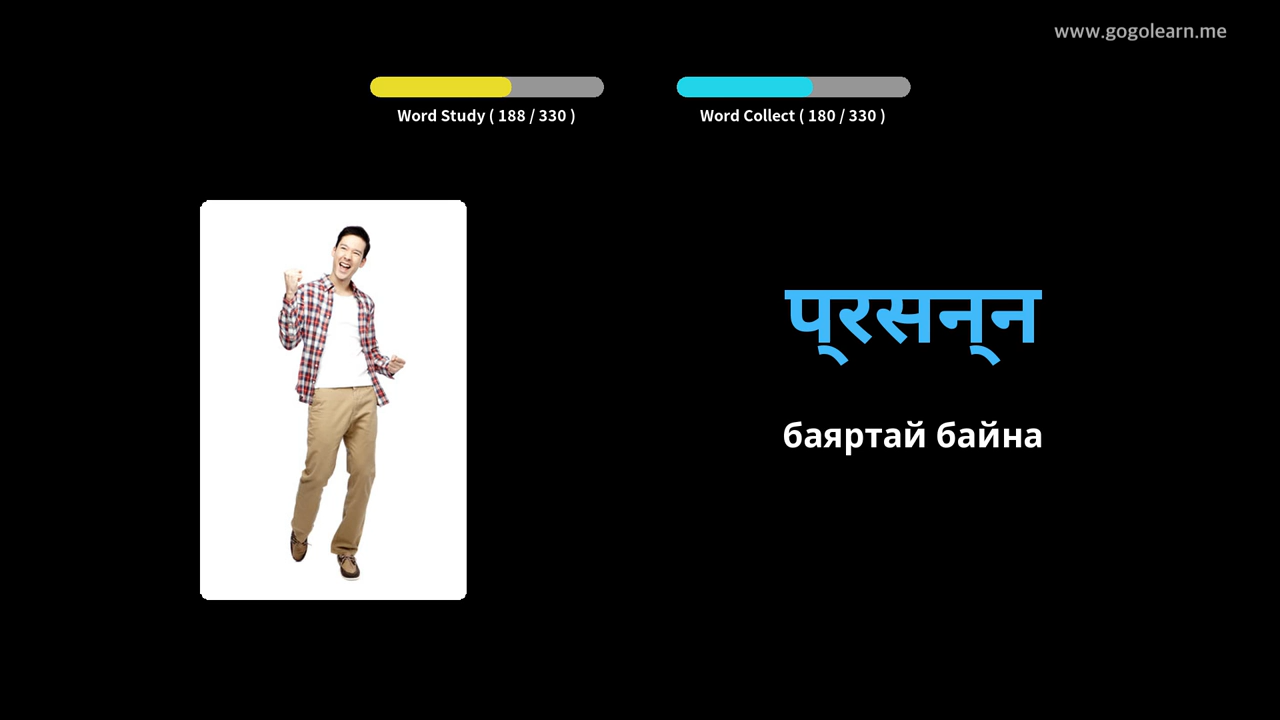 www.gogolearn.me
Word Study ( 188 / 330 )
Word Collect ( 180 / 330 )
प्‌रसन्‌न
баяртай байна